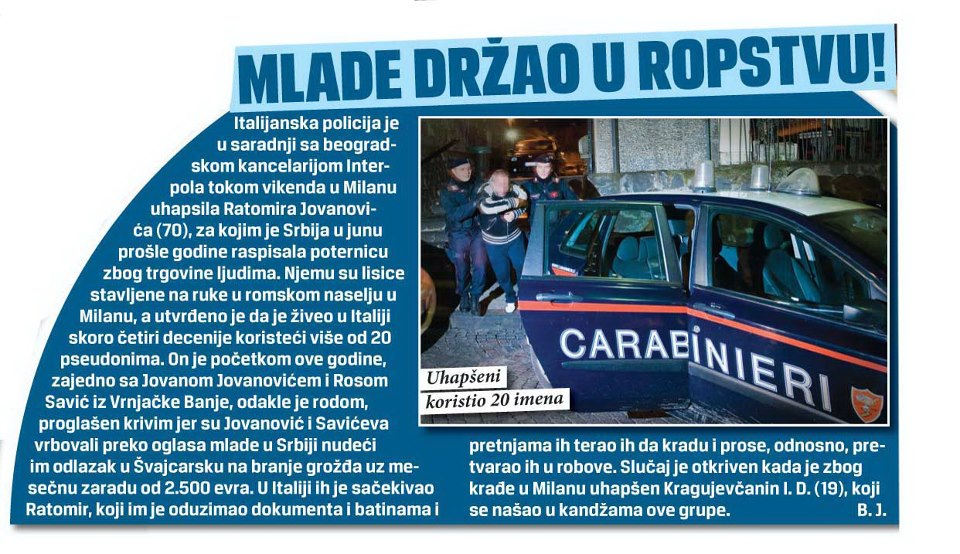 MLADE DRŽAO U ROPSTVU!
Italijanska policija je
u saradnji sa beograd-
skom kancelarijom Inter-
pola tokom vikenda u Milanu
uhapsila Ratomira Jovanovi-
ća (70), za kojim je Srbija u junu
prošle godine raspisala poternicu
zbog trgovine ljudima. Njemu su lisice
stavljene na ruke u romskom naselju u
Milanu, a utvrđeno je da je živeo u Italiji
skoro četiri decenije koristeći više od 20
pseudonima. On je početkom ove godine,
zajedno sa Jovanom Jovanovićem i Rosom
Savić iz Vrnjačke Banje, odakle je rodom,
proglašen krivim jer su Jovanović i Savićeva
vrbovali preko oglasa mlade u Srbiji nudeći
im odlazak u Švajcarsku na branje grožđa uz me-
sečnu zaradu od 2.500 evra. U Italiji ih je sačekivao
Ratomir, koji im je oduzimao dokumenta i batinama i
CARABINIERI
Uhapšeni
koristio 20 imena
pretnjama ih terao ih da kradu i prose, odnosno, pre-
tvarao ih u robove. Slučaj je otkriven kada je zbog
krađe u Milanu uhapšen Kragujevčanin I. D. (19), koji
se našao u kandžama ove grupe. B. J.